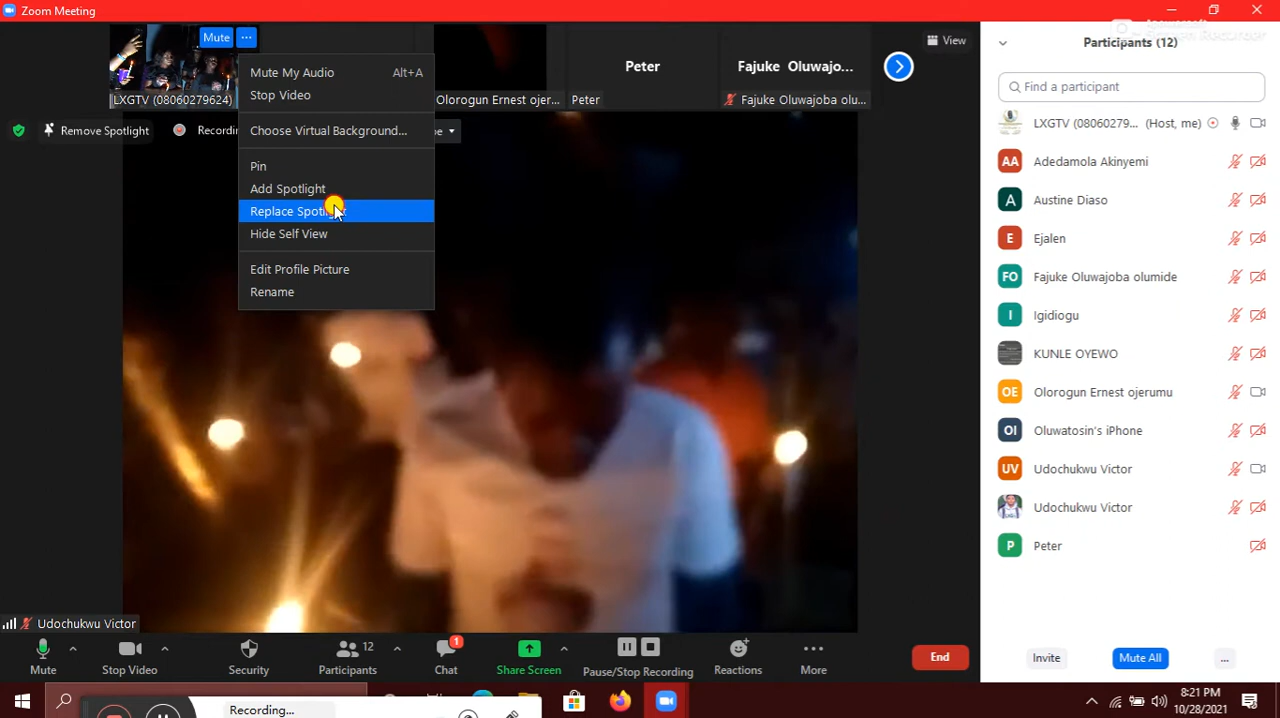 Zoom Meeting
Mute
...
LXGTV (08060279624)
Olorogun Ernest ojer...
Peter
Peter
Fajuke Oluwajo...
Fajuke Oluwajoba olu...
View
Remove Spotlight
Mute My Audio Alt+A
Stop Video
Choose Virtual Background...
Pin
Add Spotlight
Replace
Hide Self View
Edit Profile Picture
Rename
Participants (12)
Find a participant
LXGTV (0806029... (Host, me)
AA Adedamola Akinyemi
A Austine Diaso
E Ejalen
FO Fajuke Oluwajoba olumide
I Igidiogu
KUNLE OYEWO
OE Olorogun Ernest ojerumu
OI Oluwatosin's iPhone
UV Udochukwu Victor
Udochukwu Victor
P Peter
Udochukwu Victor
12
1
Mute
Stop Video
Security
Participants
Chat
Share Screen
Pause/Stop Recording
Reactions
More
End
Invite
Mute All
...
Recording...
8:21 PM
10/28/2021